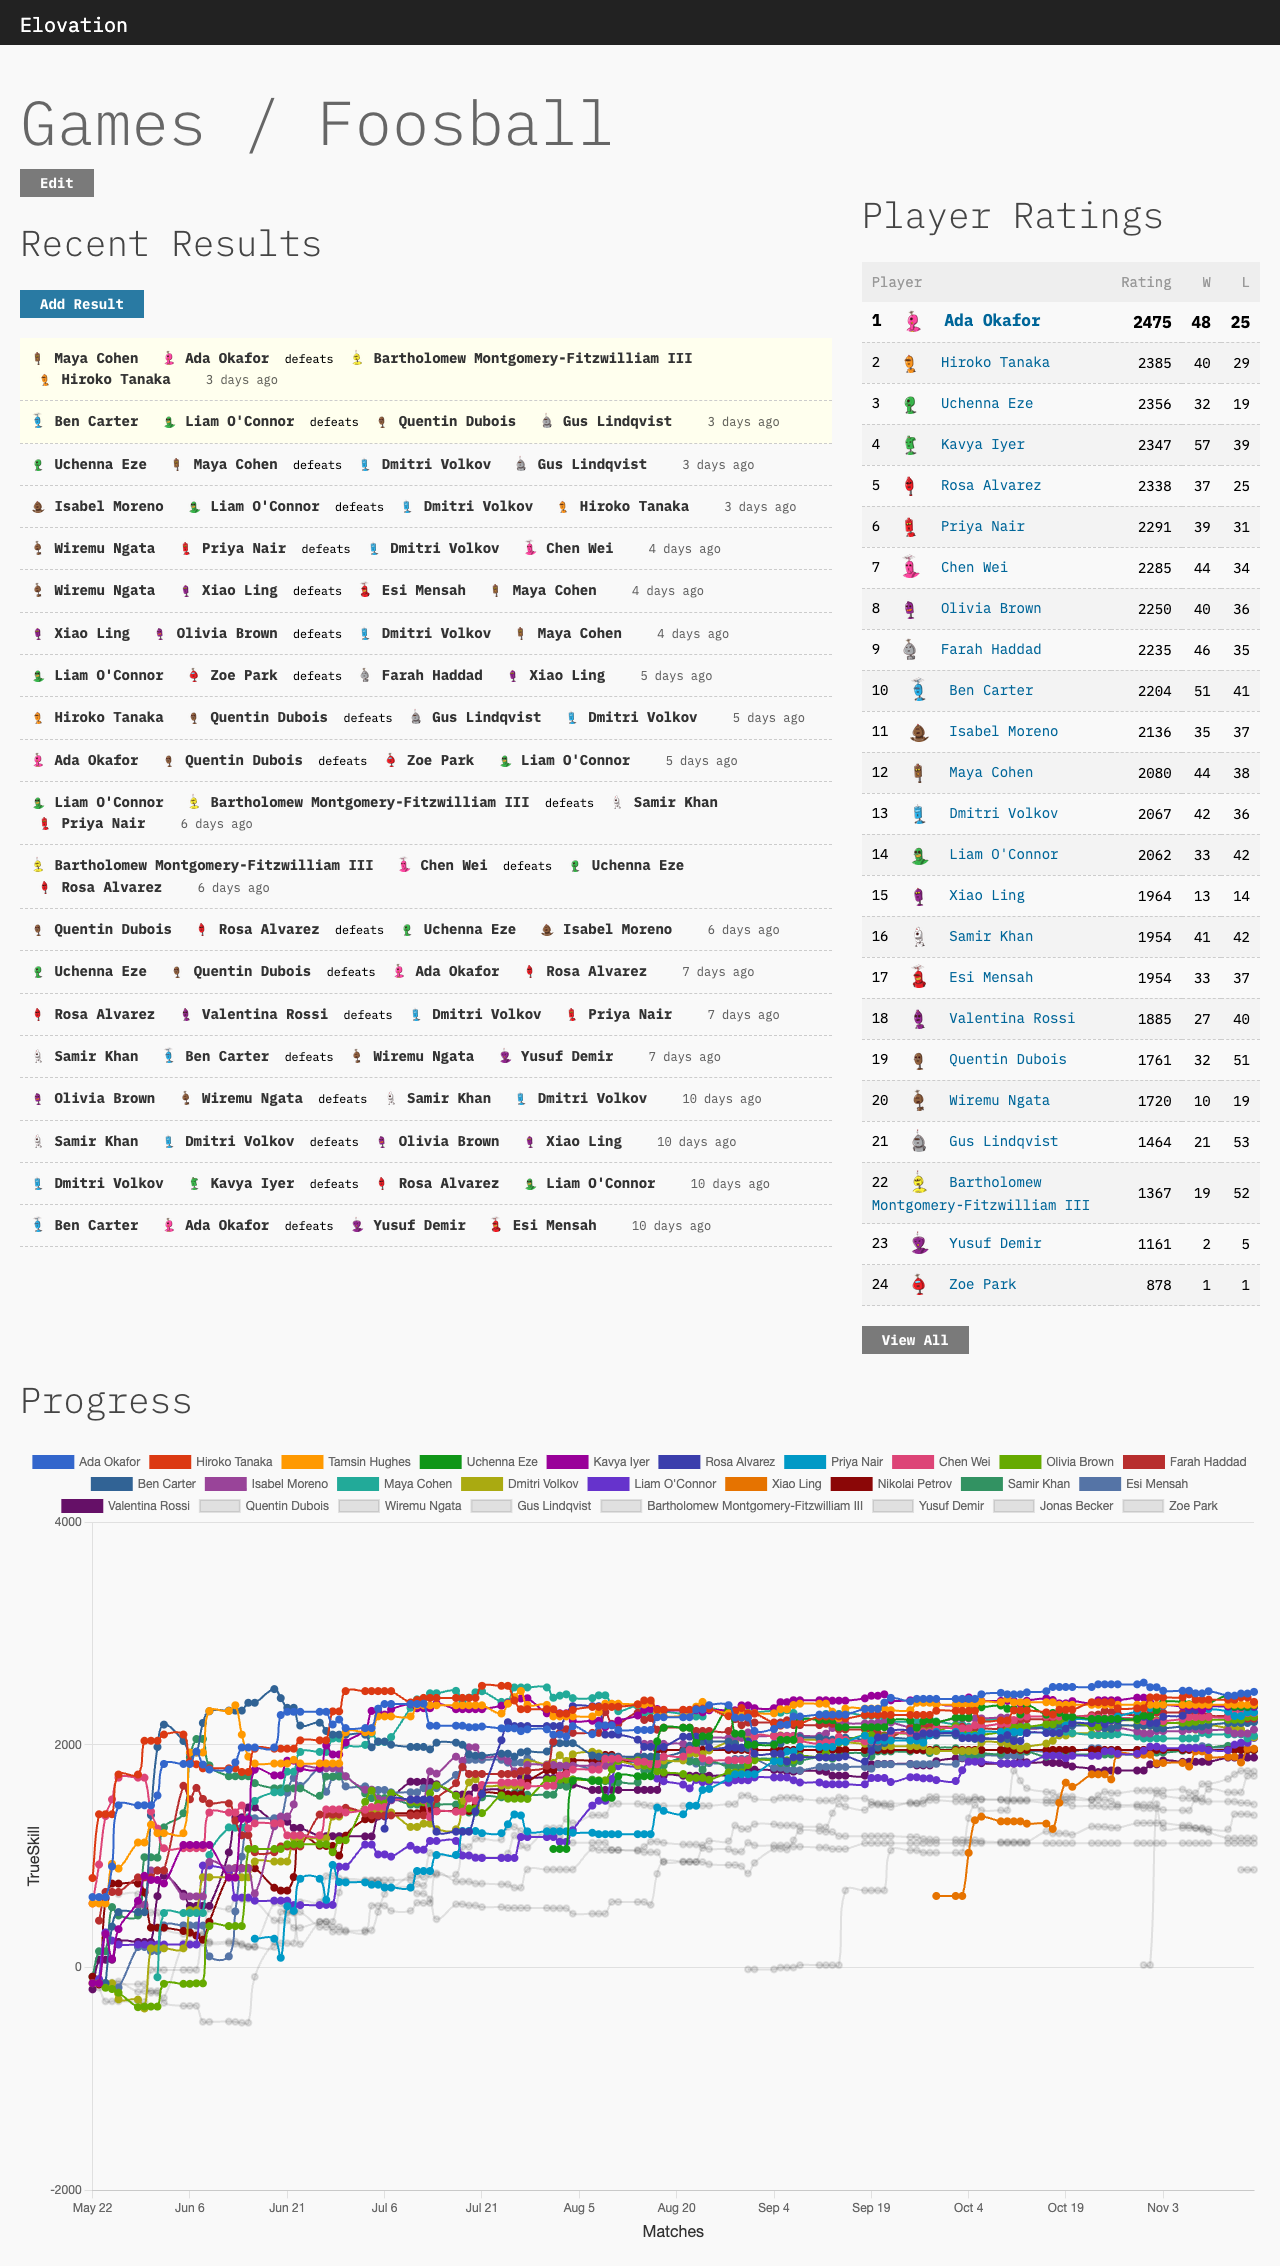 Elovation
Games / Foosball
Edit
Recent Results
Add Result
Maya Cohen Ada Okafor defeats Bartholomew Montgomery-Fitzwilliam III
Hiroko Tanaka 3 days ago
Ben Carter Liam O'Connor defeats Quentin Dubois Gus Lindqvist 3 days ago
Uchenna Eze Maya Cohen defeats Dmitri Volkov Gus Lindqvist 3 days ago
Isabel Moreno Liam O'Connor defeats Dmitri Volkov Hiroko Tanaka 3 days ago
Wiremu Ngata Priya Nair defeats Dmitri Volkov Chen Wei 4 days ago
Wiremu Ngata Xiao Ling defeats Esi Mensah Maya Cohen 4 days ago
Xiao Ling Olivia Brown defeats Dmitri Volkov Maya Cohen 4 days ago
Liam O'Connor Zoe Park defeats Farah Haddad Xiao Ling 5 days ago
Hiroko Tanaka Quentin Dubois defeats Gus Lindqvist Dmitri Volkov 5 days ago
Ada Okafor Quentin Dubois defeats Zoe Park Liam O'Connor 5 days ago
Liam O'Connor Bartholomew Montgomery-Fitzwilliam III defeats Samir Khan
Priya Nair 6 days ago
Bartholomew Montgomery-Fitzwilliam III Chen Wei defeats Uchenna Eze
Rosa Alvarez 6 days ago
Quentin Dubois Rosa Alvarez defeats Uchenna Eze Isabel Moreno 6 days ago
Uchenna Eze Quentin Dubois defeats Ada Okafor Rosa Alvarez 7 days ago
Rosa Alvarez Valentina Rossi defeats Dmitri Volkov Priya Nair 7 days ago
Samir Khan Ben Carter defeats Wiremu Ngata Yusuf Demir 7 days ago
Olivia Brown Wiremu Ngata defeats Samir Khan Dmitri Volkov 10 days ago
Samir Khan Dmitri Volkov defeats Olivia Brown Xiao Ling 10 days ago
Dmitri Volkov Kavya Iyer defeats Rosa Alvarez Liam O'Connor 10 days ago
Ben Carter Ada Okafor defeats Yusuf Demir Esi Mensah 10 days ago
Player Ratings
Player Rating W L
1 Ada Okafor 2475 48 25
2 Hiroko Tanaka 2385 40 29
3 Uchenna Eze 2356 32 19
4 Kavya Iyer 2347 57 39
5 Rosa Alvarez 2338 37 25
6 Priya Nair 2291 39 31
7 Chen Wei 2285 44 34
8 Olivia Brown 2250 40 36
9 Farah Haddad 2235 46 35
10 Ben Carter 2204 51 41
11 Isabel Moreno 2136 35 37
12 Maya Cohen 2080 44 38
13 Dmitri Volkov 2067 42 36
14 Liam O'Connor 2062 33 42
15 Xiao Ling 1964 13 14
16 Samir Khan 1954 41 42
17 Esi Mensah 1954 33 37
18 Valentina Rossi 1885 27 40
19 Quentin Dubois 1761 32 51
20 Wiremu Ngata 1720 10 19
21 Gus Lindqvist 1464 21 53
22 Bartholomew
Montgomery-Fitzwilliam III 1367 19 52
23 Yusuf Demir 1161 2 5
24 Zoe Park 878 1 1
View All
Progress
Ada Okafor Hiroko Tanaka Tamsin Hughes Uchenna Eze Kavya Iyer Rosa Alvarez Priya Nair Chen Wei Olivia Brown Farah Haddad
Ben Carter Isabel Moreno Maya Cohen Dmitri Volkov Liam O'Connor Xiao Ling Nikolai Petrov Samir Khan Esi Mensah
Valentina Rossi Quentin Dubois Wiremu Ngata Gus Lindqvist Bartholomew Montgomery-Fitzwilliam III Yusuf Demir Jonas Becker Zoe Park
4000
2000
0
-2000
TrueSkill
May 22 Jun 6 Jun 21 Jul 6 Jul 21 Aug 5 Aug 20 Sep 4 Sep 19 Oct 4 Oct 19 Nov 3
Matches